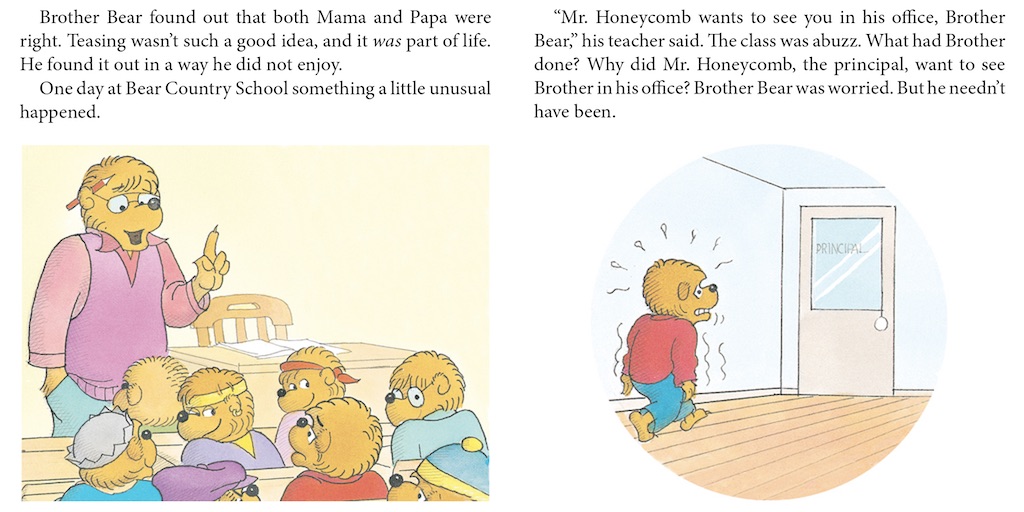 Brother Bear found out that both Mama and Papa were
right. Teasing wasn’t such a good idea, and it was part of life.
He found it out in a way he did not enjoy.
One day at Bear Country School something a little unusual
happened.
“Mr. Honeycomb wants to see you in his office, Brother
Bear,” his teacher said. The class was abuzz. What had Brother
done? Why did Mr. Honeycomb, the principal, want to see
Brother in his office? Brother Bear was worried. But he needn’t
have been.
PRINCIPAL